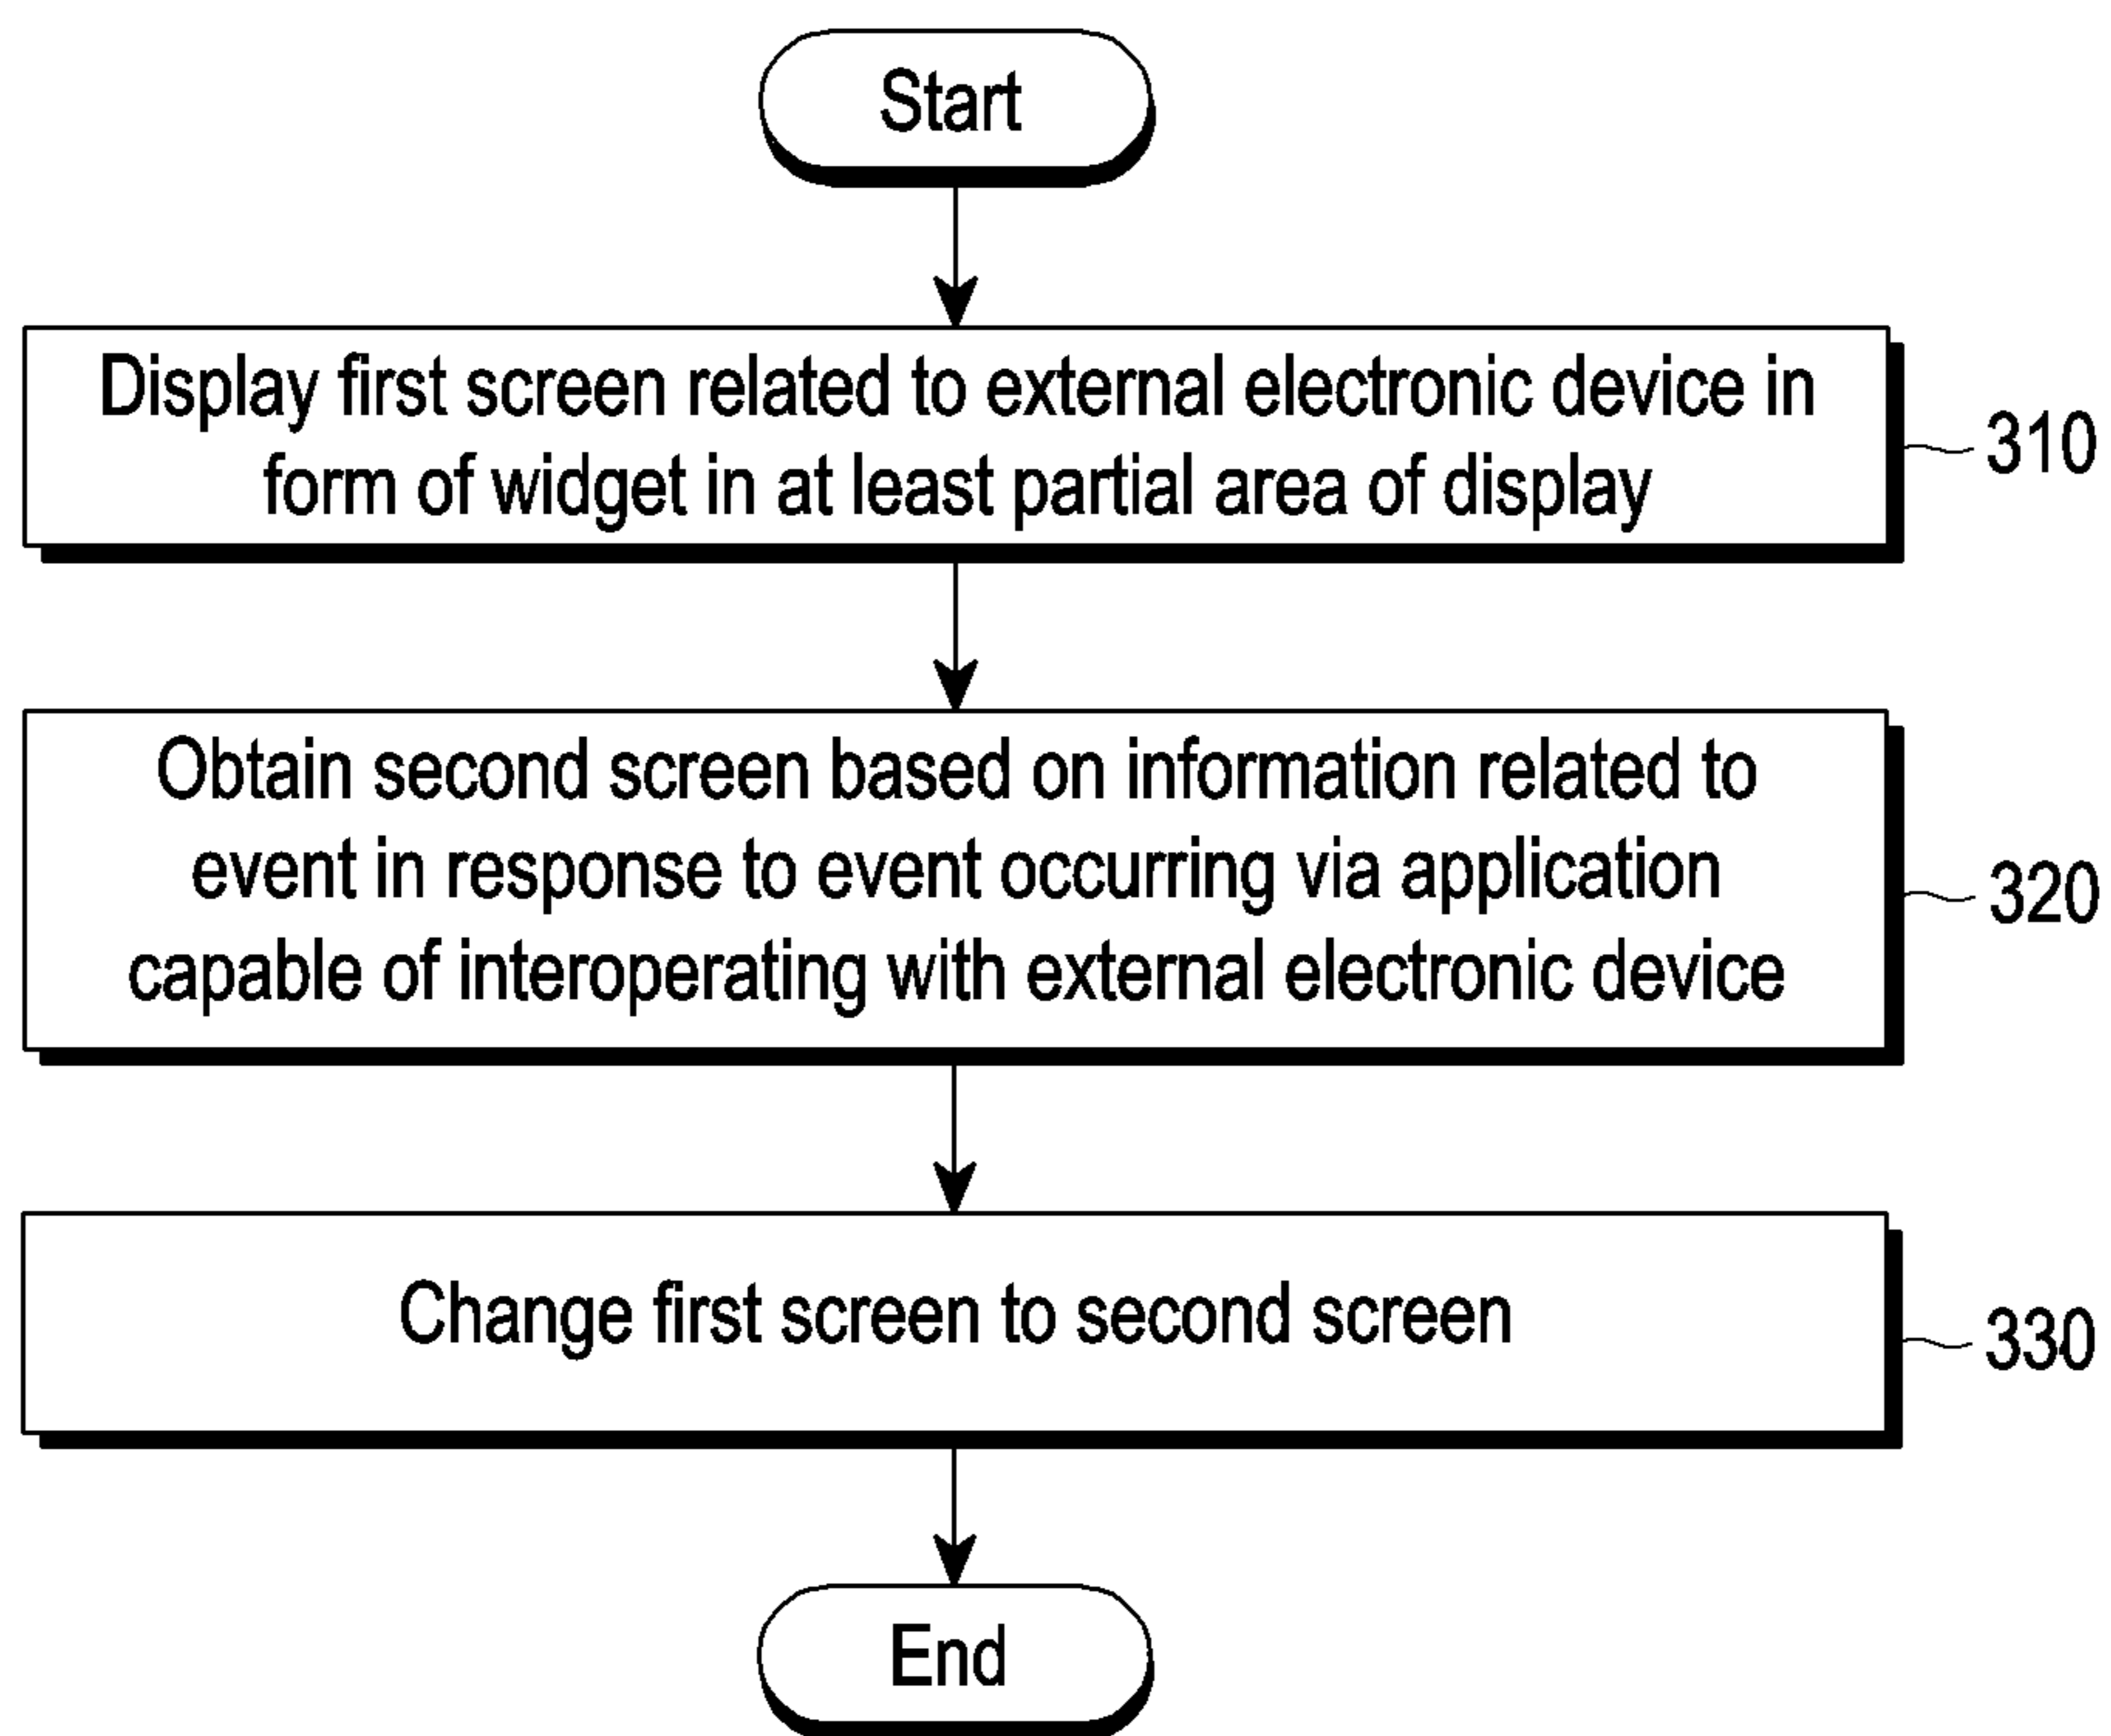 Start
Display first screen related to external electronic device in
form of widget in at least partial area of display
310
Obtain second screen based on information related to
event in response to event occurring via application
capable of interoperating with external electronic device
320
Change first screen to second screen
330
End